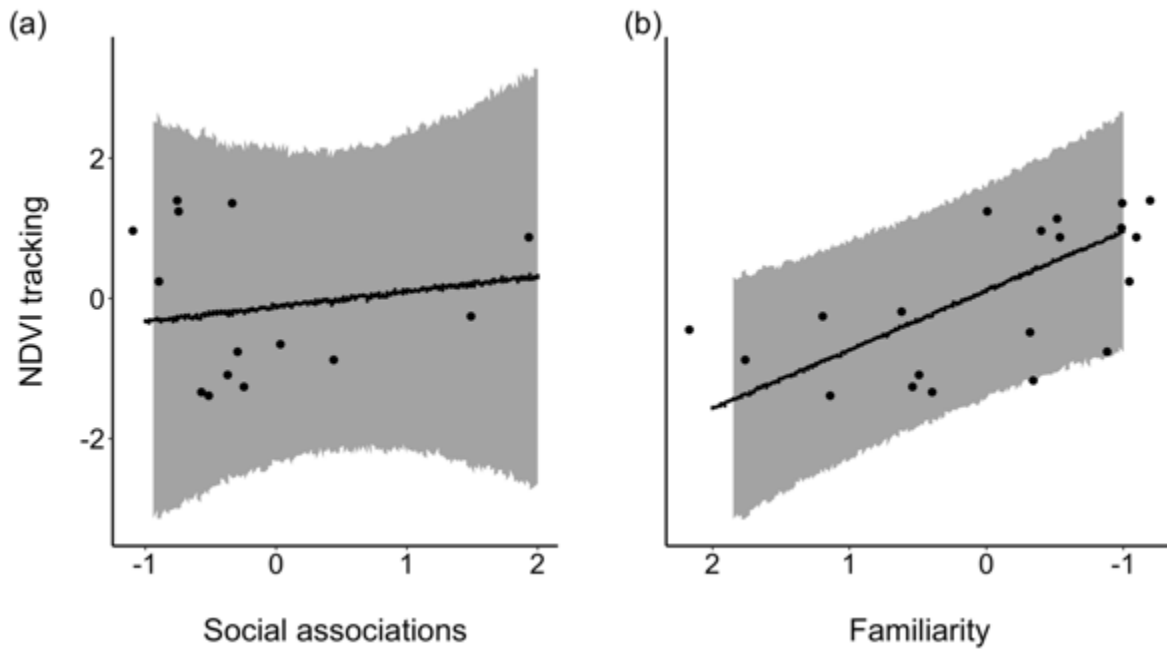 (a)
(b)
NDVI tracking
2
0
-2
-1 0 1 2
2 1 0 -1
Social associations
Familiarity